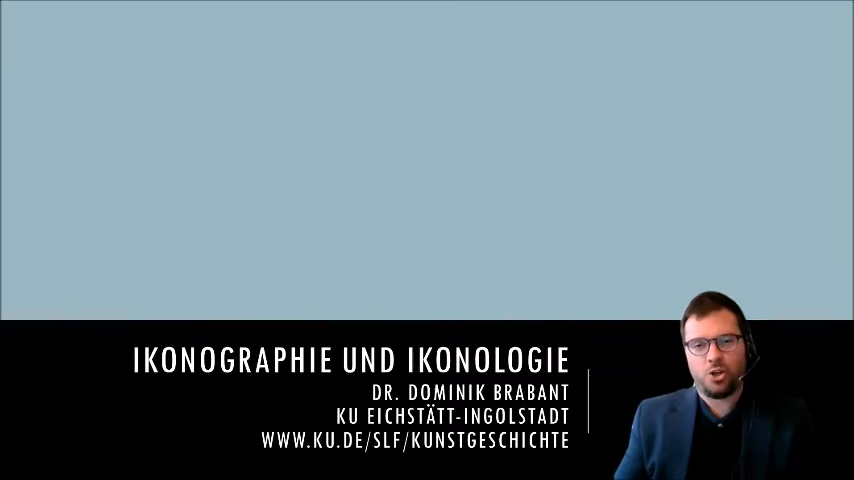 IKONOGRAPHIE UND IKONOLOGIE
DR. DOMINIK BRABANT
KU EICHSTÄTT-INGOLSTADT
WWW.KU.DE/SLF/KUNSTGESCHICHTE